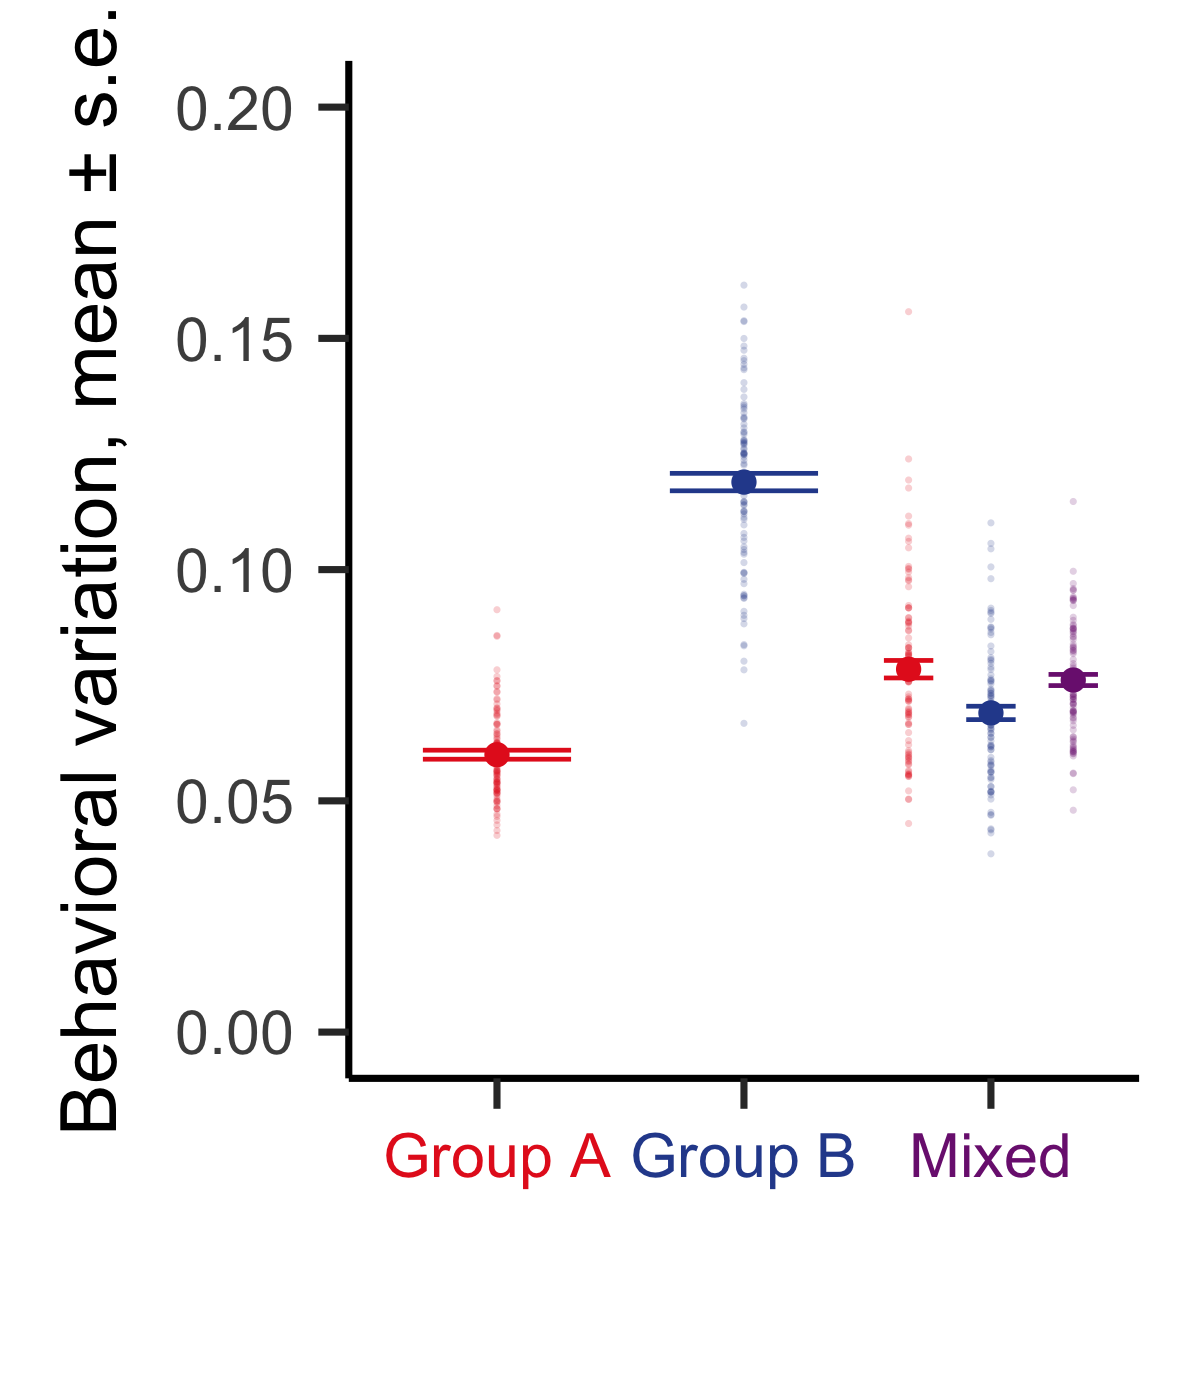 Behavioral variation, mean ± s.e.
0.20
0.15
0.10
0.05
0.00
Group A
Group B
Mixed